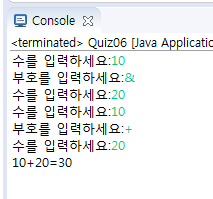 Console
<terminated> Quiz06 [Java Applicatio
수를 입력하세요:10
부호를 입력하세요:&
수를 입력하세요:20
수를 입력하세요:10
부호를 입력하세요:+
수를 입력하세요:20
10+20=30